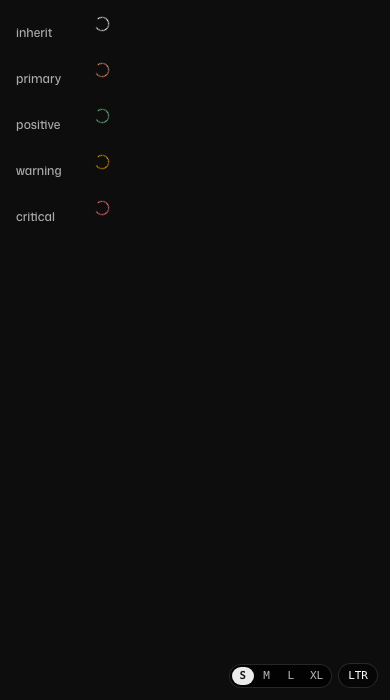 inherit
primary
positive
warning
critical
S M L XL LTR